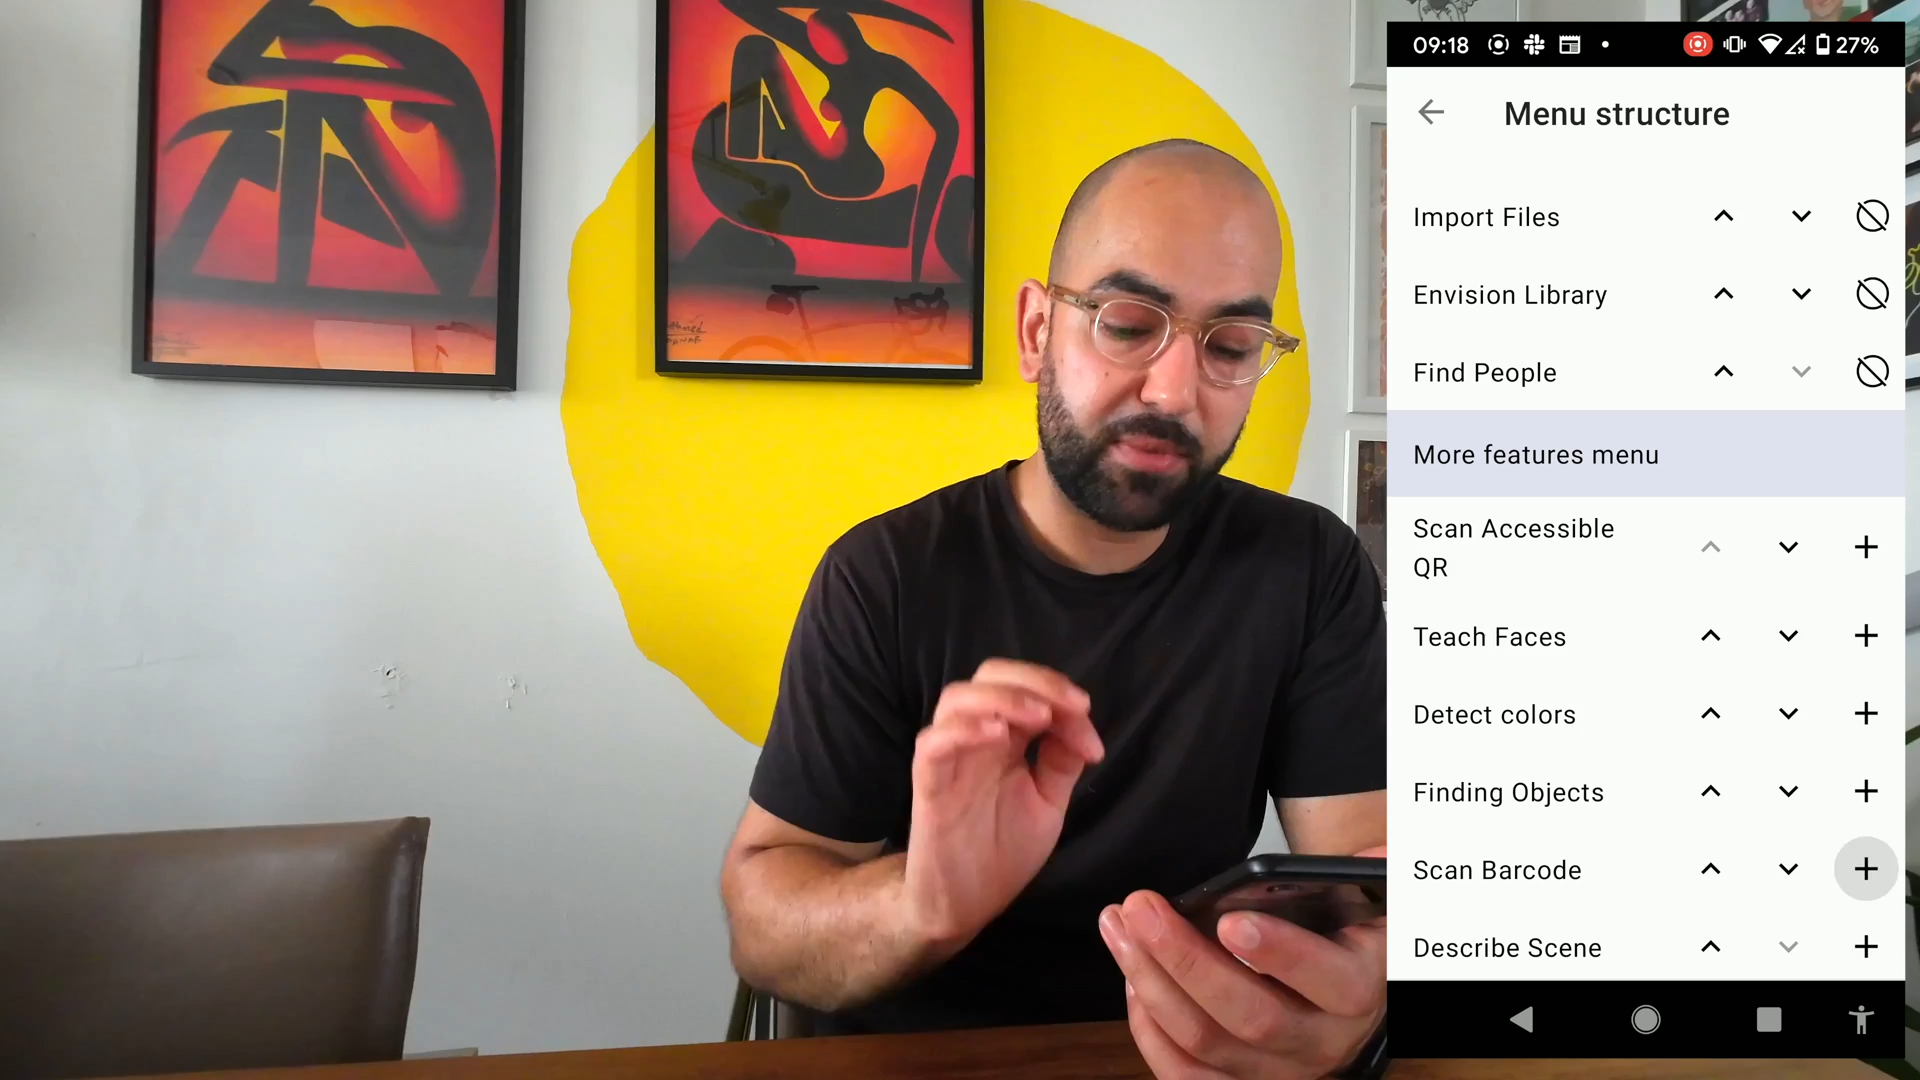 09:18
27%
Menu structure
Import Files
Envision Library
Find People
More features menu
Scan Accessible
QR
Teach Faces
Detect colors
Finding Objects
Scan Barcode
Describe Scene